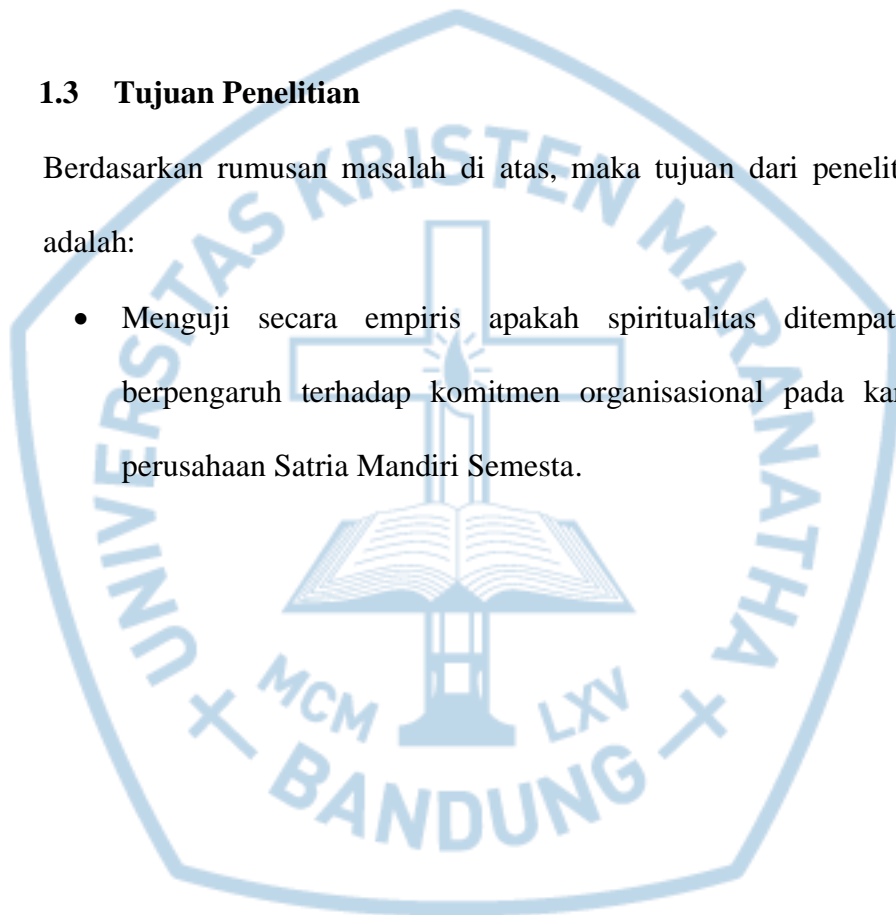 1.3 Tujuan Penelitian
Berdasarkan rumusan masalah di atas, maka tujuan dari penelit
adalah:
• Menguji secara empiris apakah spiritualitas ditempat
berpengaruh terhadap komitmen organisasional pada kar
perusahaan Satria Mandiri Semesta.
UNIVERSITAS KRISTEN MARANATHA
MCM LXV
BANDUNG